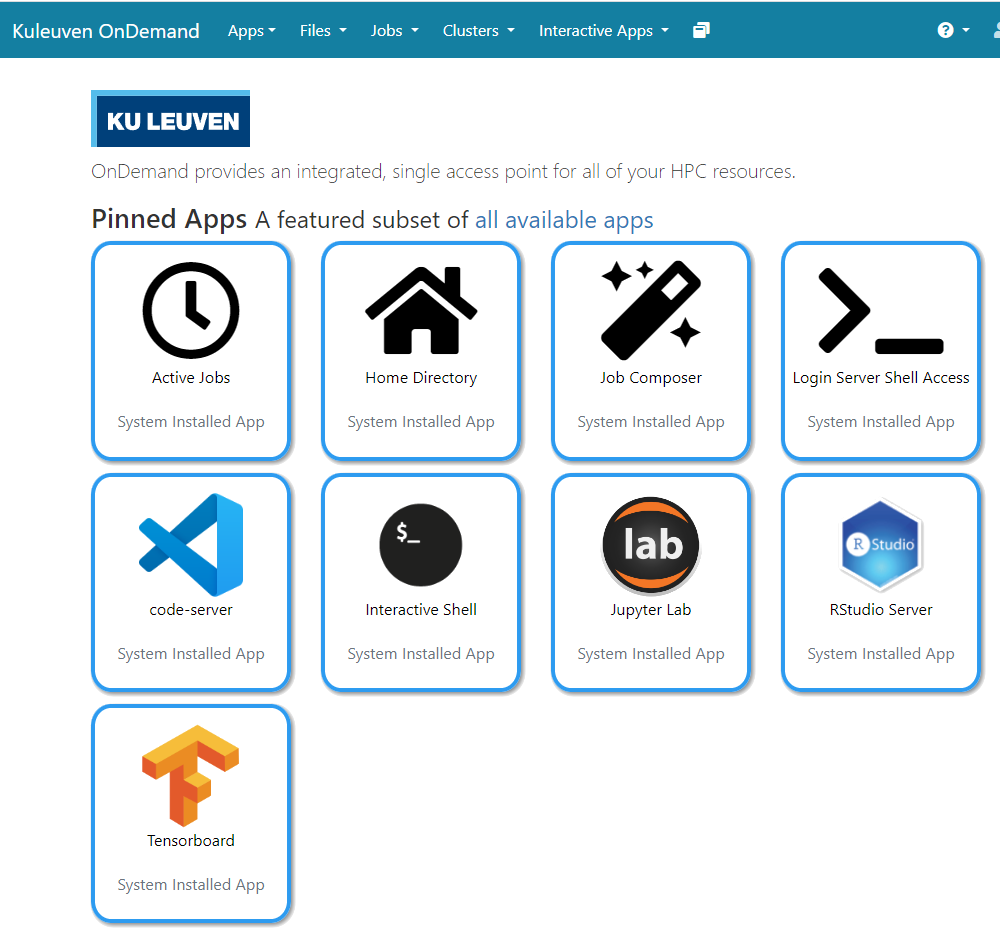 Kuleuven OnDemand Apps Files Jobs Clusters Interactive Apps ?
KU LEUVEN
OnDemand provides an integrated, single access point for all of your HPC resources.
Pinned Apps A featured subset of all available apps
Active Jobs Home Directory Job Composer Login Server Shell Access
System Installed App System Installed App System Installed App System Installed App
$_ lab R Studio
code-server Interactive Shell Jupyter Lab RStudio Server
System Installed App System Installed App System Installed App System Installed App
Tensorboard
System Installed App